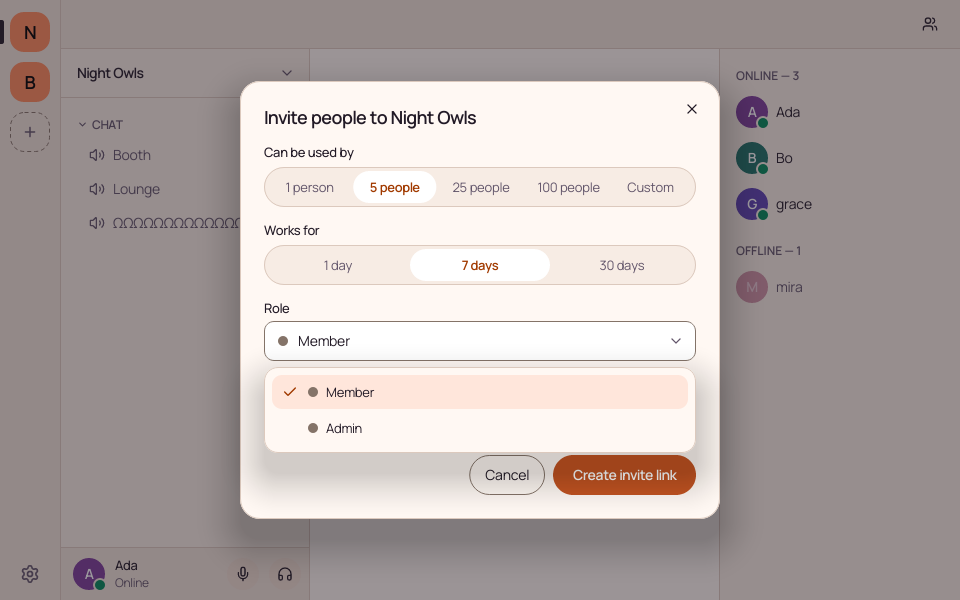 N
B
Night Owls
CHAT
Booth
Lounge
ΩΩΩΩΩΩΩΩΩΩΩΩΩ
A
Ada
Online
Invite people to Night Owls
Can be used by
1 person 5 people 25 people 100 people Custom
Works for
1 day 7 days 30 days
Role
Member
Member
Admin
Cancel Create invite link
ONLINE — 3
A Ada
B Bo
G grace
OFFLINE — 1
M mira